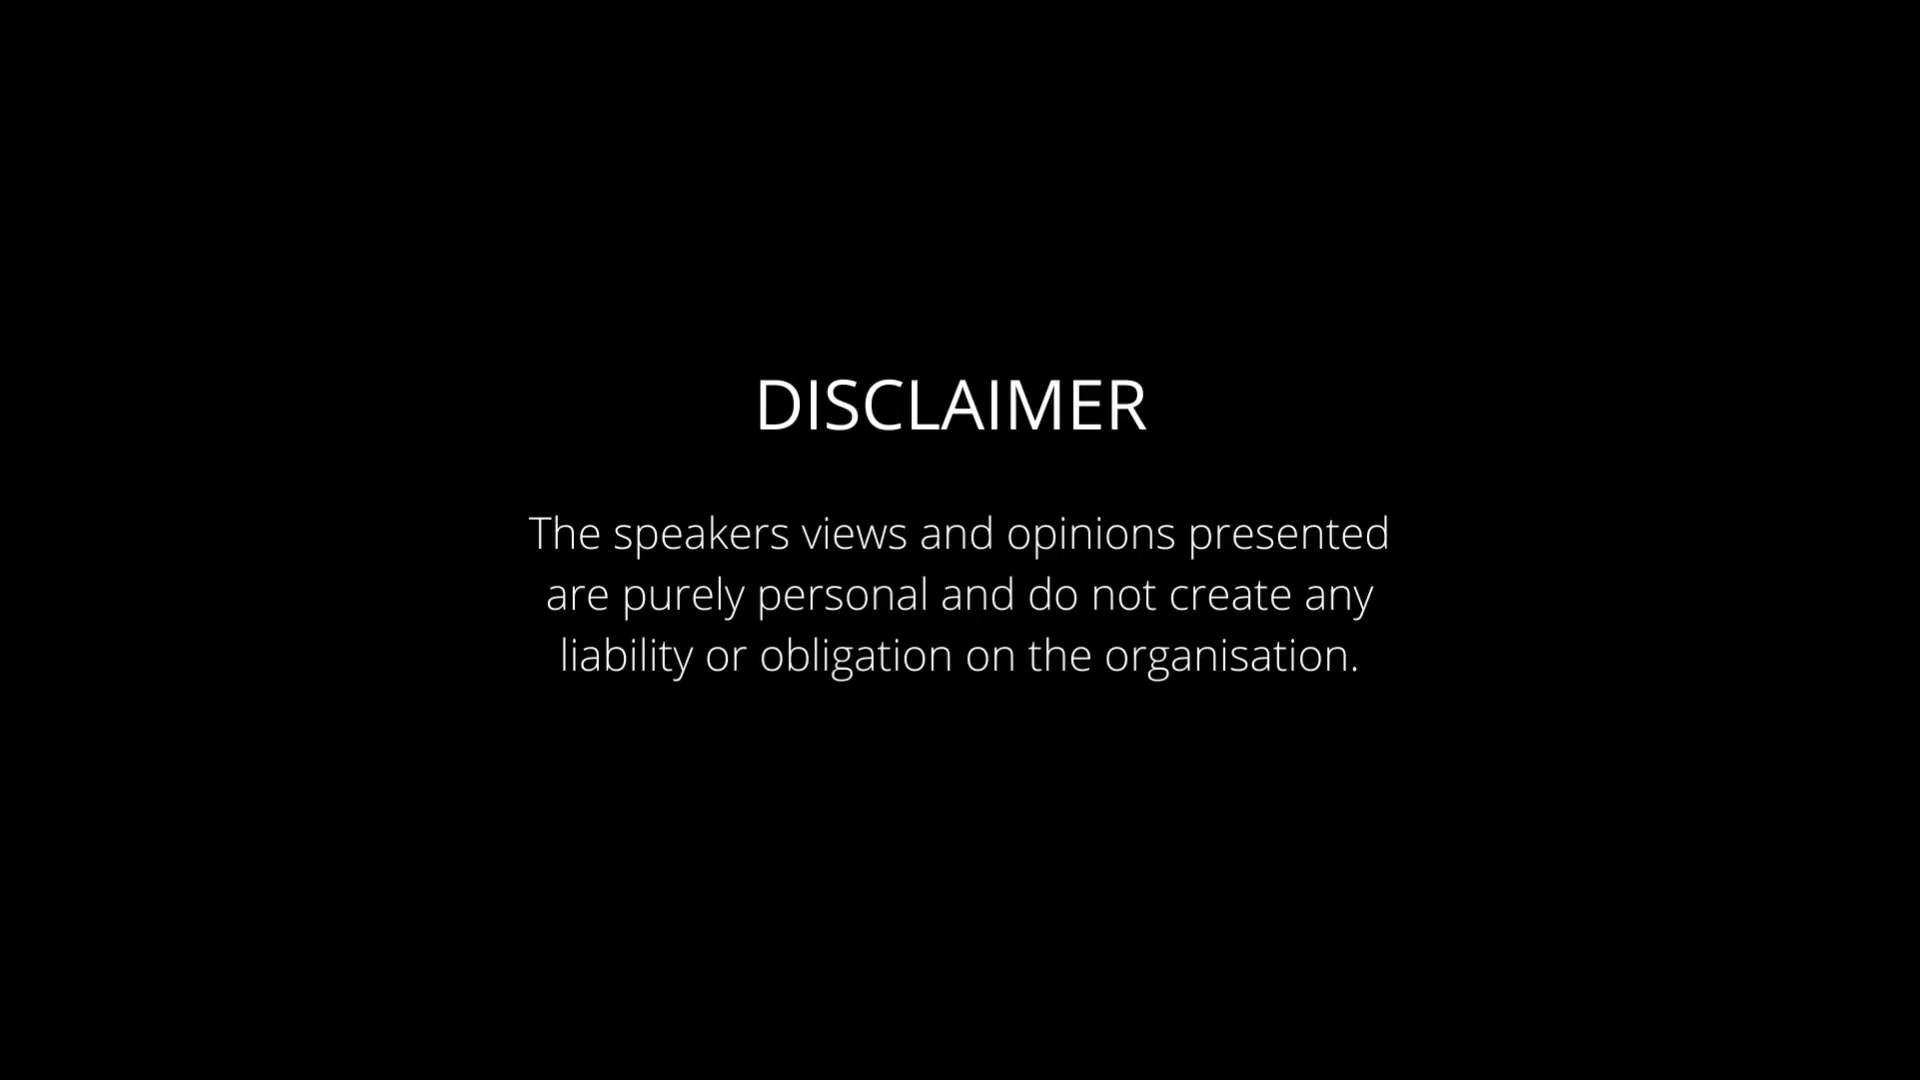 DISCLAIMER
The speakers views and opinions presented
are purely personal and do not create any
liability or obligation on the organisation.